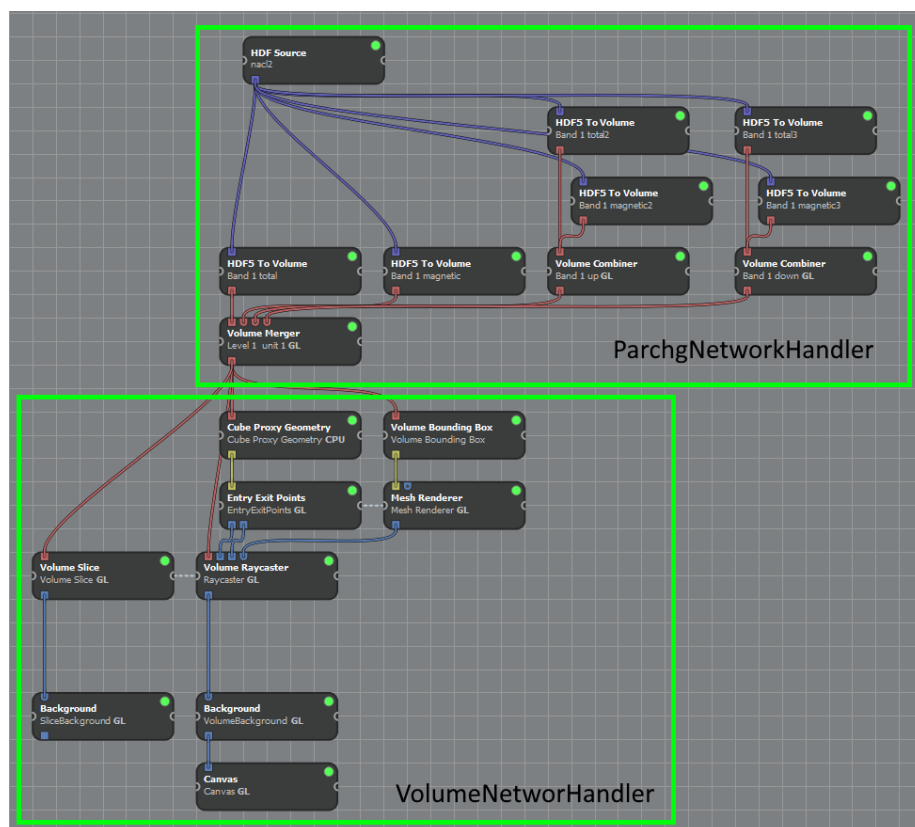 HDF Source
nacl2
HDF5 To Volume
Band 1 total2
HDF5 To Volume
Band 1 total3
HDF5 To Volume
Band 1 magnetic2
HDF5 To Volume
Band 1 magnetic3
HDF5 To Volume
Band 1 total
HDF5 To Volume
Band 1 magnetic
Volume Combiner
Band 1 up GL
Volume Combiner
Band 1 down GL
Volume Merger
Level 1 unit 1 GL
ParchgNetworkHandler
Cube Proxy Geometry
Cube Proxy Geometry CPU
Volume Bounding Box
Volume Bounding Box
Entry Exit Points
EntryExitPoints GL
Mesh Renderer
Mesh Renderer GL
Volume Slice
Volume Slice GL
Volume Raycaster
Raycaster GL
Background
SliceBackground GL
Background
VolumeBackground GL
Canvas
Canvas GL
VolumeNetworHandler